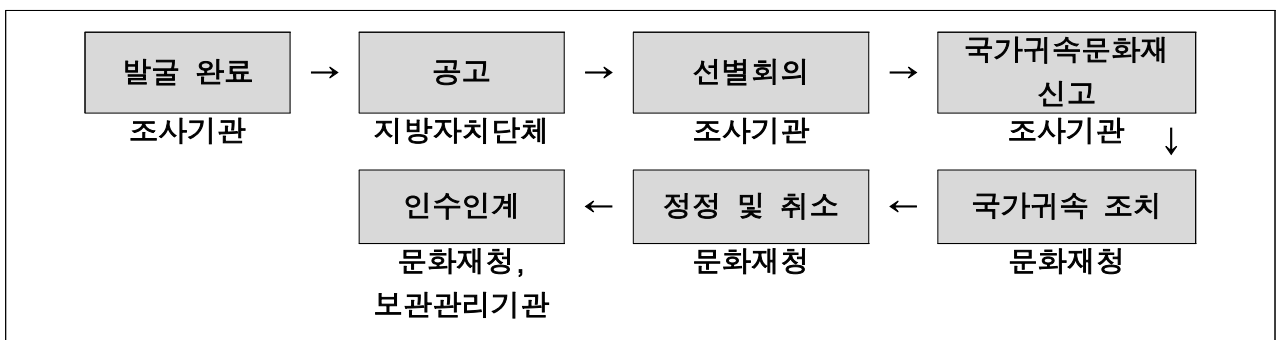 발굴 완료 → 공고 → 선별회의 → 국가귀속문화재 신고
조사기관 지방자치단체 조사기관 조사기관 ↓
인수인계 ← 정정 및 취소 ← 국가귀속 조치
문화재청, 보관관리기관 문화재청 문화재청